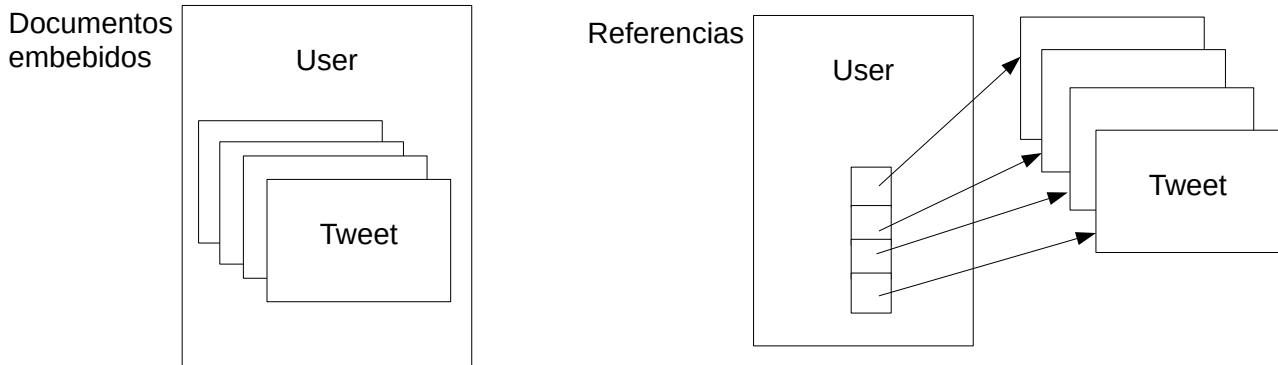 Documentos
embebidos
User
Tweet
Referencias
User
Tweet